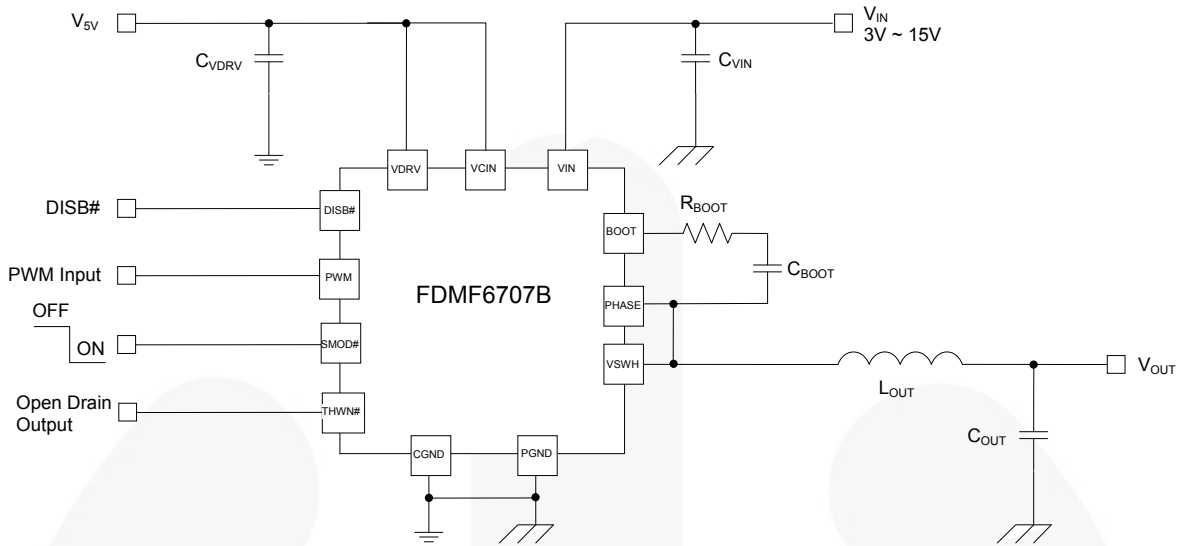 V5V
VIN
3V ~ 15V
CVDRV
CVIN
VDRV
VCIN
VIN
DISB#
DISB#
RBOOT
BOOT
PWM Input
PWM
CBOOT
FDMF6707B
PHASE
OFF
ON
SMOD#
VSWH
VOUT
LOUT
Open Drain
Output
THWN#
COUT
CGND
PGND